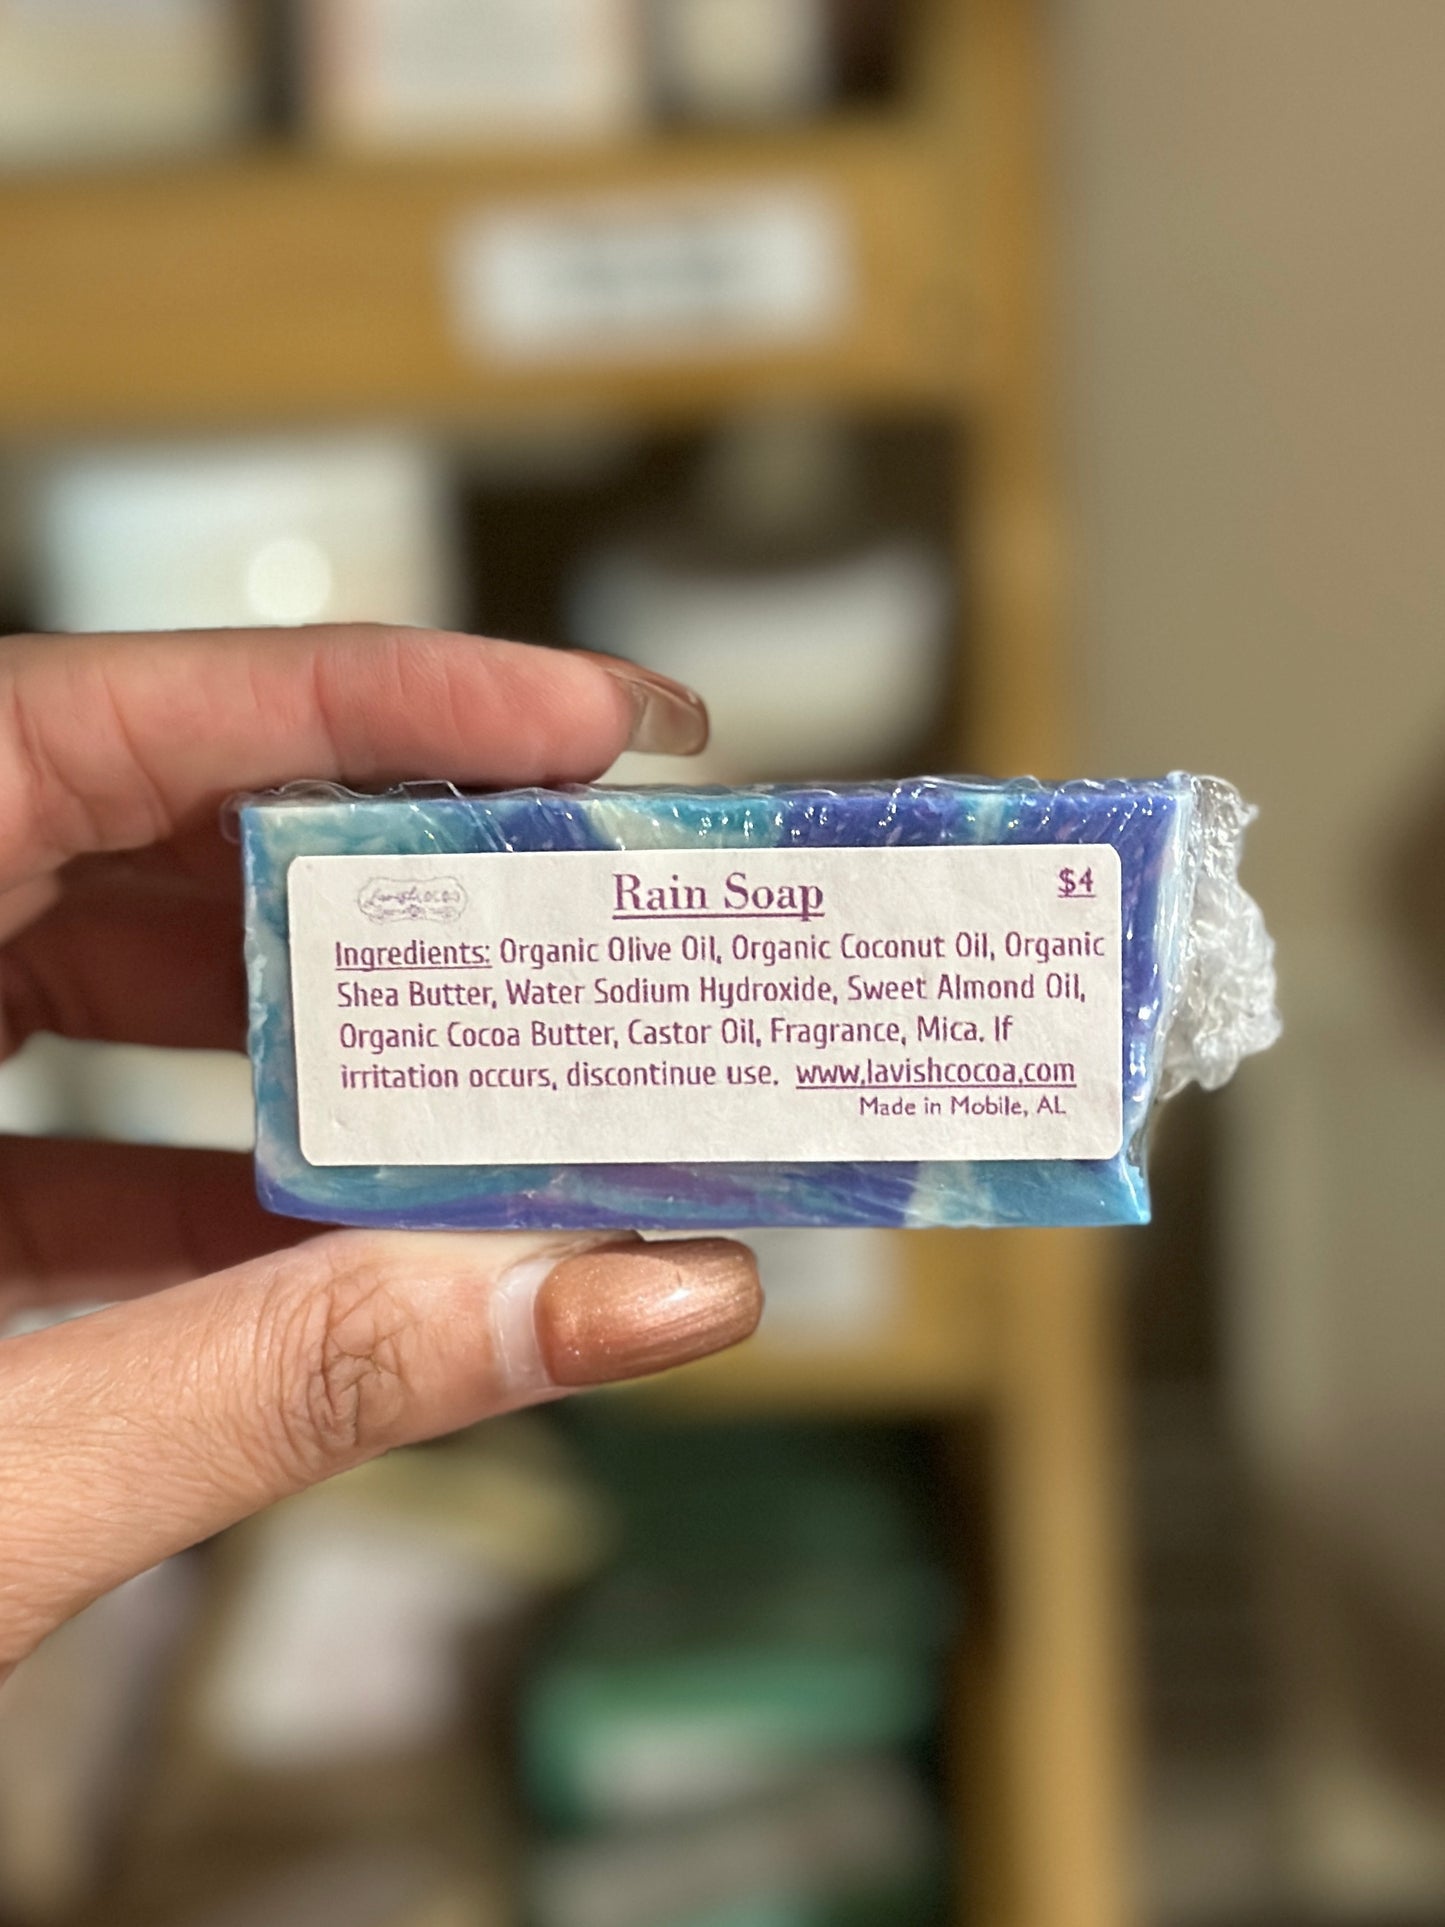 Rain Soap
$4
Ingredients: Organic Olive Oil, Organic Coconut Oil, Organic
Shea Butter, Water Sodium Hydroxide, Sweet Almond Oil,
Organic Cocoa Butter, Castor Oil, Fragrance, Mica. If
irritation occurs, discontinue use. www.lavishcocoa.com
Made in Mobile, AL